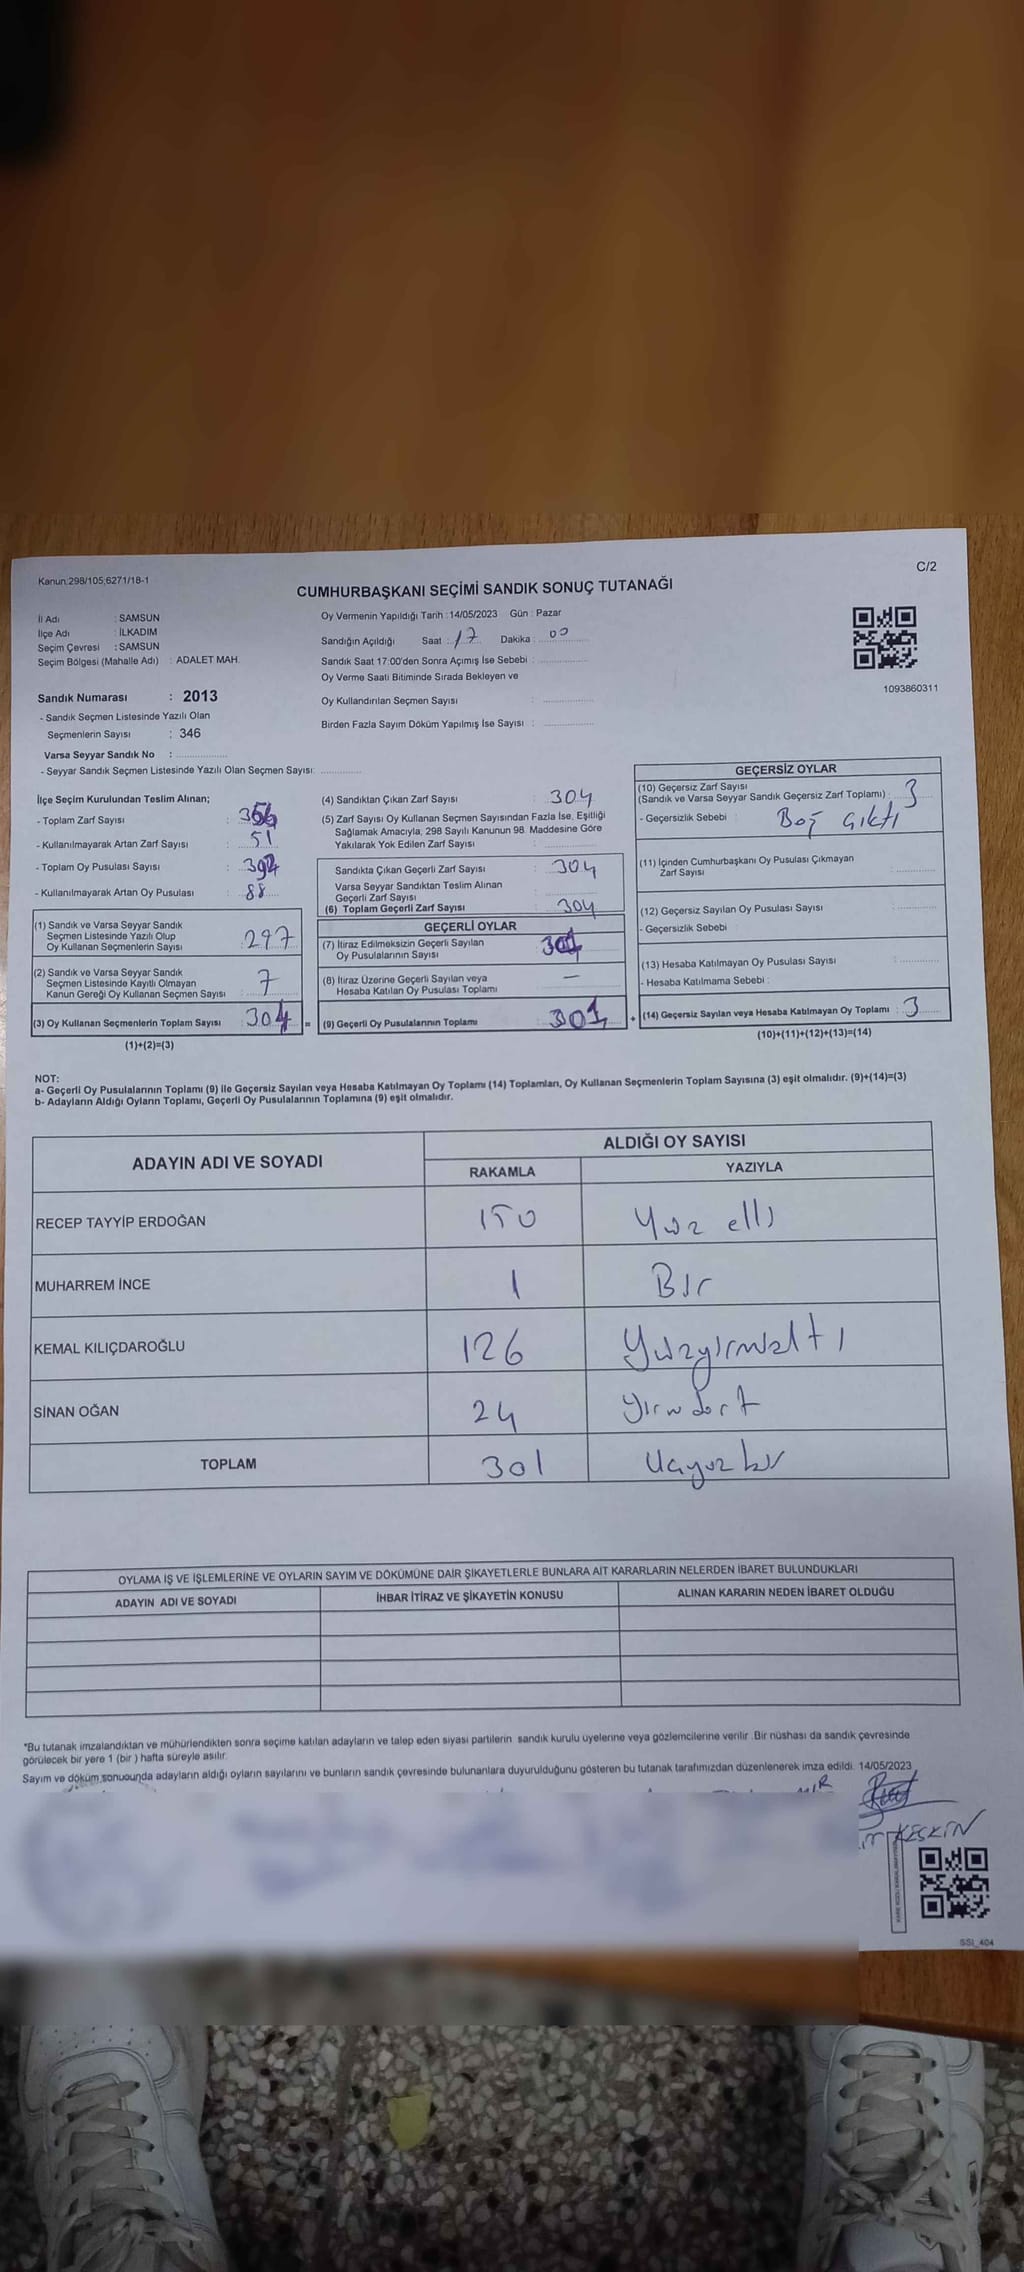 Kanun:298/105;6271/18-1
C/2
CUMHURBAŞKANI SEÇİMİ SANDIK SONUÇ TUTANAĞI
İl Adı : SAMSUN
İlçe Adı : İLKADIM
Seçim Çevresi : SAMSUN
Seçim Bölgesi (Mahalle Adı) : ADALET MAH.
Oy Vermenin Yapıldığı Tarih :14/05/2023 Gün : Pazar
Sandığın Açıldığı Saat : 17 Dakika : 00
Sandık Saat 17:00'den Sonra Açımış İse Sebebi :
Oy Verme Saati Bitiminde Sırada Bekleyen ve
Oy Kullandırılan Seçmen Sayısı :
Birden Fazla Sayım Döküm Yapılmış İse Sayısı :
1093860311
Sandık Numarası : 2013
- Sandık Seçmen Listesinde Yazılı Olan
Seçmenlerin Sayısı : 346
Varsa Seyyar Sandık No :
- Seyyar Sandık Seçmen Listesinde Yazılı Olan Seçmen Sayısı:
İlçe Seçim Kurulundan Teslim Alınan;
- Toplam Zarf Sayısı :
- Kullanılmayarak Artan Zarf Sayısı : 51
- Toplam Oy Pusulası Sayısı : 392
- Kullanılmayarak Artan Oy Pusulası : 88
(1) Sandık ve Varsa Seyyar Sandık
Seçmen Listesinde Yazılı Olup
Oy Kullanan Seçmenlerin Sayısı : 297
(2) Sandık ve Varsa Seyyar Sandık
Seçmen Listesinde Kayıtlı Olmayan
Kanun Gereği Oy Kullanan Seçmen Sayısı : 7
(3) Oy Kullanan Seçmenlerin Toplam Sayısı : 304 =
(1)+(2)=(3)
(4) Sandıktan Çıkan Zarf Sayısı : 304
(5) Zarf Sayısı Oy Kullanan Seçmen Sayısından Fazla İse, Eşitliği
Sağlamak Amacıyla, 298 Sayılı Kanunun 98. Maddesine Göre
Yakılarak Yok Edilen Zarf Sayısı :
Sandıkta Çıkan Geçerli Zarf Sayısı : 304
Varsa Seyyar Sandıktan Teslim Alınan
Geçerli Zarf Sayısı :
(6) Toplam Geçerli Zarf Sayısı : 304
GEÇERLİ OYLAR
(7) İtiraz Edilmeksizin Geçerli Sayılan
Oy Pusulalarının Sayısı : 301
(8) İtiraz Üzerine Geçerli Sayılan veya
Hesaba Katılan Oy Pusulası Toplamı : —
(9) Geçerli Oy Pusulalarının Toplamı : 301 +
GEÇERSİZ OYLAR
(10) Geçersiz Zarf Sayısı
(Sandık ve Varsa Seyyar Sandık Geçersiz Zarf Toplamı) : 3
- Geçersizlik Sebebi : Boş çıktı
(11) İçinden Cumhurbaşkanı Oy Pusulası Çıkmayan
Zarf Sayısı :
(12) Geçersiz Sayılan Oy Pusulası Sayısı :
- Geçersizlik Sebebi :
(13) Hesaba Katılmayan Oy Pusulası Sayısı :
- Hesaba Katılmama Sebebi :
(14) Geçersiz Sayılan veya Hesaba Katılmayan Oy Toplamı : 3
(10)+(11)+(12)+(13)=(14)
NOT:
a- Geçerli Oy Pusulalarının Toplamı (9) ile Geçersiz Sayılan veya Hesaba Katılmayan Oy Toplamı (14) Toplamları, Oy Kullanan Seçmenlerin Toplam Sayısına (3) eşit olmalıdır. (9)+(14)=(3)
b- Adayların Aldığı Oyların Toplamı, Geçerli Oy Pusulalarının Toplamına (9) eşit olmalıdır.
ADAYIN ADI VE SOYADI
ALDIĞI OY SAYISI
RAKAMLA YAZIYLA
RECEP TAYYİP ERDOĞAN 150 Yüz elli
MUHARREM İNCE 1 Bir
KEMAL KILIÇDAROĞLU 126 Yüzyirmialtı
SİNAN OĞAN 24 Yirmdört
TOPLAM 301 Üçyüzbir
OYLAMA İŞ VE İŞLEMLERİNE VE OYLARIN SAYIM VE DÖKÜMÜNE DAİR ŞİKAYETLERLE BUNLARA AİT KARARLARIN NELERDEN İBARET BULUNDUKLARI
ADAYIN ADI VE SOYADI İHBAR İTİRAZ VE ŞİKAYETİN KONUSU ALINAN KARARIN NEDEN İBARET OLDUĞU
*Bu tutanak imzalandıktan ve mühürlendikten sonra seçime katılan adayların ve talep eden siyasi partilerin sandık kurulu üyelerine veya gözlemcilerine verilir .Bir nüshası da sandık çevresinde
görülecek bir yere 1 (bir ) hafta süreyle asılır.
Sayım ve döküm sonucunda adayların aldığı oyların sayılarını ve bunların sandık çevresinde bulunanlara duyurulduğunu gösteren bu tutanak tarafımızdan düzenlenerek imza edildi. 14/05/2023
KESKİN
SSI_404